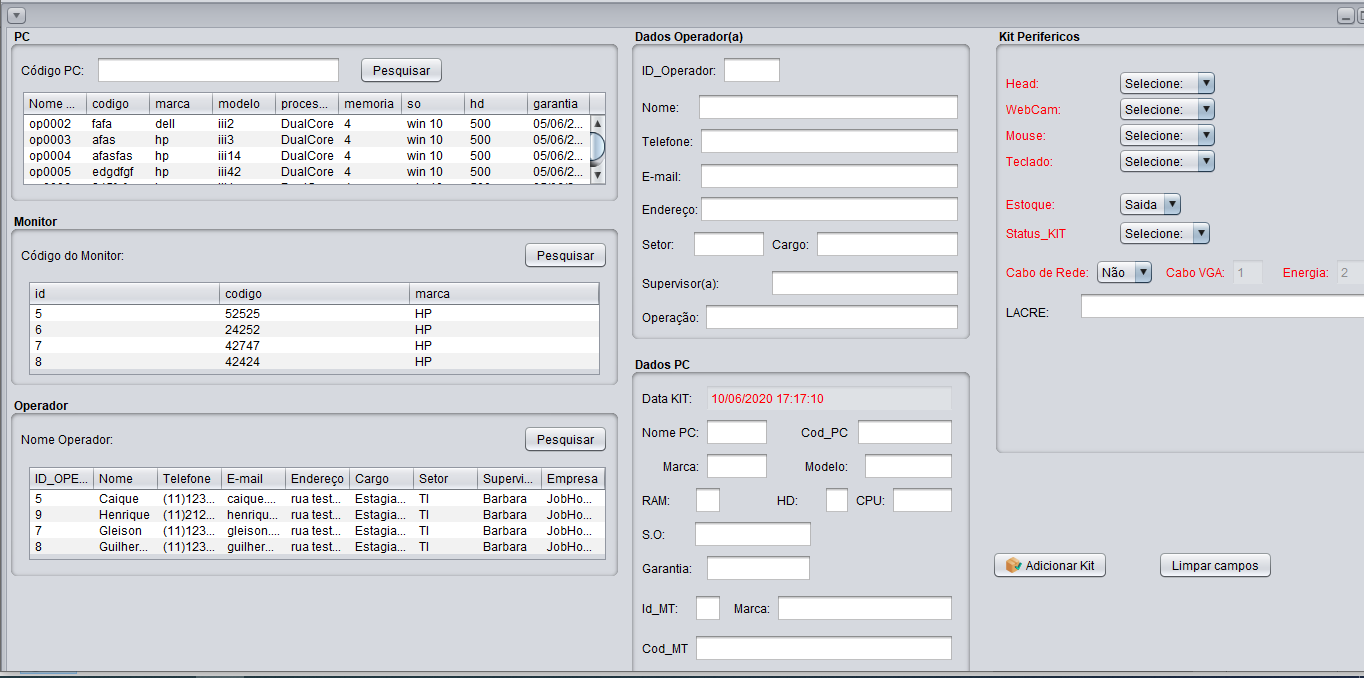 PC
Código PC: Pesquisar
Nome ... codigo marca modelo proces... memoria so hd garantia
op0002 fafa dell iii2 DualCore 4 win 10 500 05/06/2...
op0003 afas hp iii3 DualCore 4 win 10 500 05/06/2...
op0004 afasfas hp iii14 DualCore 4 win 10 500 05/06/2...
op0005 edgdfgf hp iii42 DualCore 4 win 10 500 05/06/2...
Monitor
Código do Monitor: Pesquisar
id codigo marca
5 52525 HP
6 24252 HP
7 42747 HP
8 42424 HP
Operador
Nome Operador: Pesquisar
ID_OPE... Nome Telefone E-mail Endereço Cargo Setor Supervi... Empresa
5 Caique (11)123... caique.... rua test... Estagia... TI Barbara JobHo...
9 Henrique (11)212... henriqu... rua test... Estagia... TI Barbara JobHo...
7 Gleison (11)123... gleison.... rua test... Estagia... TI Barbara JobHo...
8 Guilher... (11)123... guilher... rua test... Estagia... TI Barbara JobHo...
Dados Operador(a)
ID_Operador:
Nome:
Telefone:
E-mail:
Endereço:
Setor: Cargo:
Supervisor(a):
Operação:
Dados PC
Data KIT: 10/06/2020 17:17:10
Nome PC: Cod_PC
Marca: Modelo:
RAM: HD: CPU:
S.O:
Garantia:
Id_MT: Marca:
Cod_MT
Kit Perifericos
Head: Selecione:
WebCam: Selecione:
Mouse: Selecione:
Teclado: Selecione:
Estoque: Saida
Status_KIT Selecione:
Cabo de Rede: Não Cabo VGA: 1 Energia: 2
LACRE:
Adicionar Kit Limpar campos